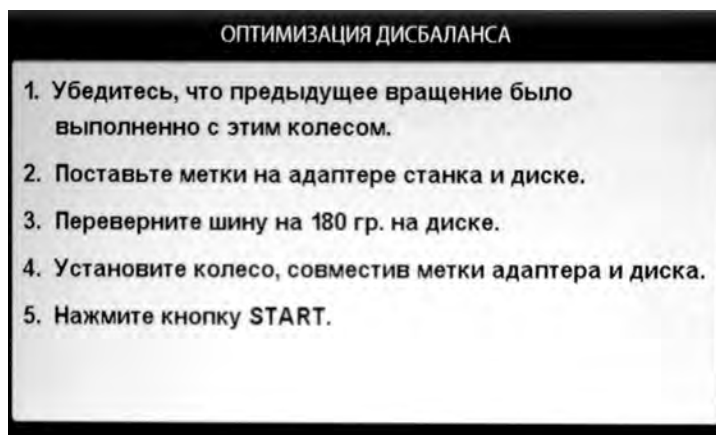 ОПТИМИЗАЦИЯ ДИСБАЛАНСА
1. Убедитесь, что предыдущее вращение было
выполненно с этим колесом.
2. Поставьте метки на адаптере станка и диске.
3. Переверните шину на 180 гр. на диске.
4. Установите колесо, совместив метки адаптера и диска.
5. Нажмите кнопку START.